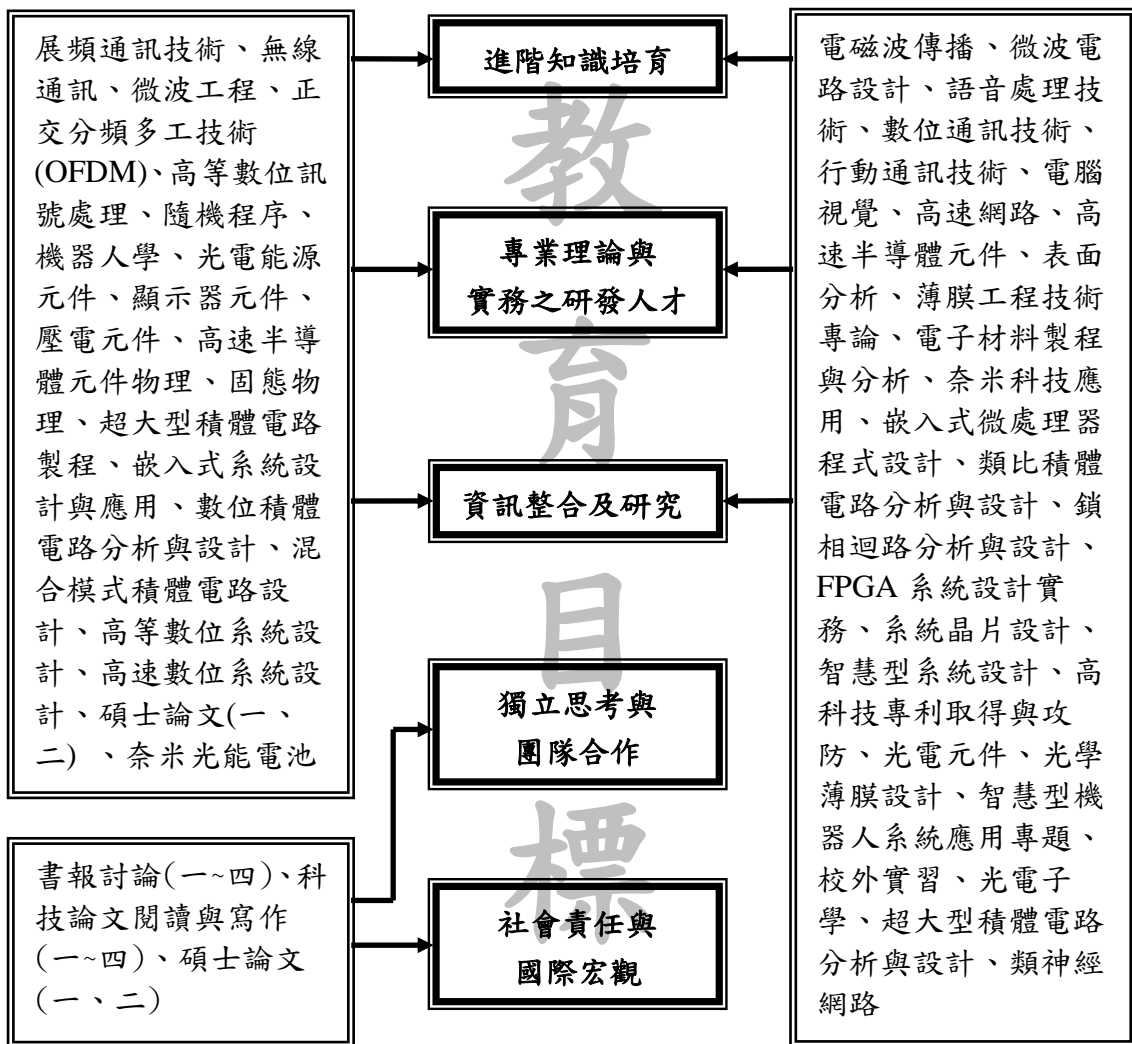 展頻通訊技術、無線
通訊、微波工程、正
交分頻多工技術
(OFDM)、高等數位訊
號處理、隨機程序、
機器人學、光電能源
元件、顯示器元件、
壓電元件、高速半導
體元件物理、固態物
理、超大型積體電路
製程、嵌入式系統設
計與應用、數位積體
電路分析與設計、混
合模式積體電路設
計、高等數位系統設
計、高速數位系統設
計、碩士論文(一、
二) 、奈米光能電池
書報討論(一~四)、科
技論文閱讀與寫作
(一~四)、碩士論文
(一、二)
教育目標
進階知識培育
專業理論與
實務之研發人才
資訊整合及研究
獨立思考與
團隊合作
社會責任與
國際宏觀
電磁波傳播、微波電
路設計、語音處理技
術、數位通訊技術、
行動通訊技術、電腦
視覺、高速網路、高
速半導體元件、表面
分析、薄膜工程技術
專論、電子材料製程
與分析、奈米科技應
用、嵌入式微處理器
程式設計、類比積體
電路分析與設計、鎖
相迴路分析與設計、
FPGA 系統設計實
務、系統晶片設計、
智慧型系統設計、高
科技專利取得與攻
防、光電元件、光學
薄膜設計、智慧型機
器人系統應用專題、
校外實習、光電子
學、超大型積體電路
分析與設計、類神經
網路